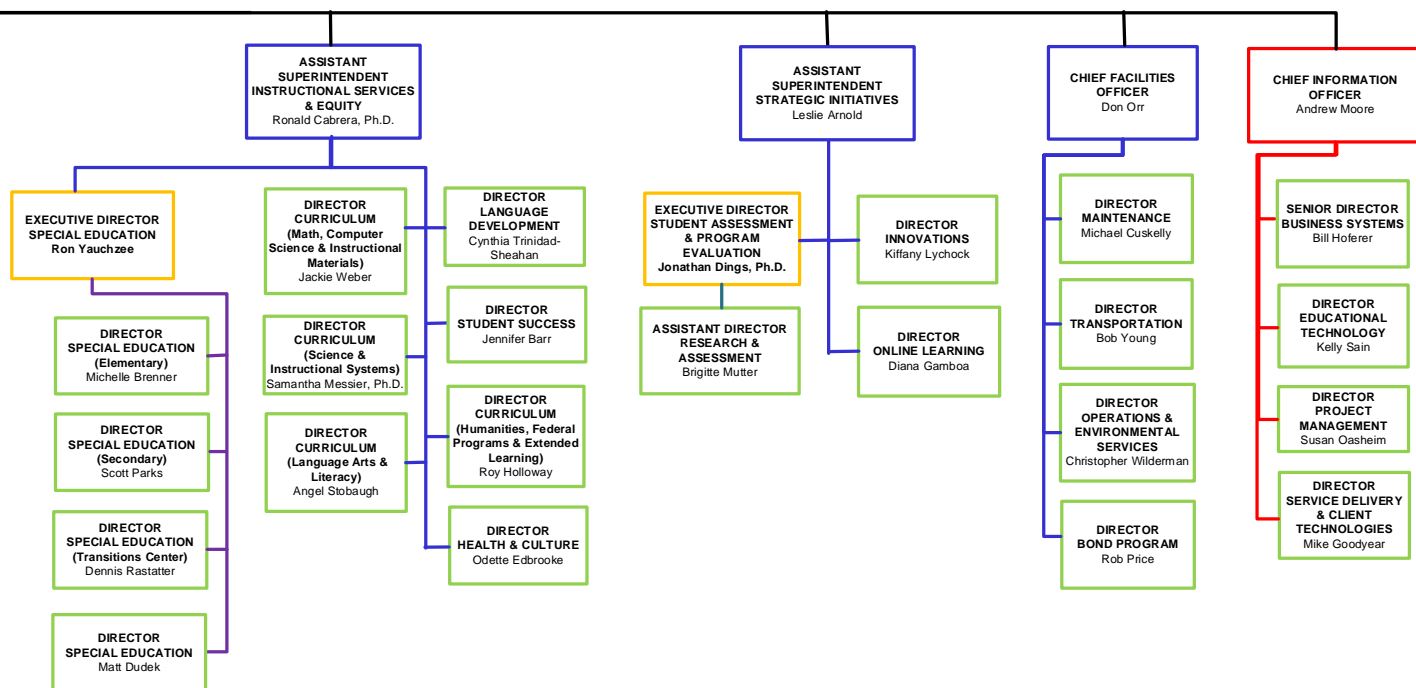 ASSISTANT
SUPERINTENDENT
INSTRUCTIONAL SERVICES
& EQUITY
Ronald Cabrera, Ph.D.
ASSISTANT
SUPERINTENDENT
STRATEGIC INITIATIVES
Leslie Arnold
CHIEF FACILITIES
OFFICER
Don Orr
CHIEF INFORMATION
OFFICER
Andrew Moore
EXECUTIVE DIRECTOR
SPECIAL EDUCATION
Ron Yauchzee
DIRECTOR
SPECIAL EDUCATION
(Elementary)
Michelle Brenner
DIRECTOR
SPECIAL EDUCATION
(Secondary)
Scott Parks
DIRECTOR
SPECIAL EDUCATION
(Transitions Center)
Dennis Rastatter
DIRECTOR
SPECIAL EDUCATION
Matt Dudek
DIRECTOR
CURRICULUM
(Math, Computer
Science & Instructional
Materials)
Jackie Weber
DIRECTOR
CURRICULUM
(Science &
Instructional Systems)
Samantha Messier, Ph.D.
DIRECTOR
CURRICULUM
(Language Arts &
Literacy)
Angel Stobaugh
DIRECTOR
LANGUAGE
DEVELOPMENT
Cynthia Trinidad-
Sheahan
DIRECTOR
STUDENT SUCCESS
Jennifer Barr
DIRECTOR
CURRICULUM
(Humanities, Federal
Programs & Extended
Learning)
Roy Holloway
DIRECTOR
HEALTH & CULTURE
Odette Edbrooke
EXECUTIVE DIRECTOR
STUDENT ASSESSMENT
& PROGRAM
EVALUATION
Jonathan Dings, Ph.D.
ASSISTANT DIRECTOR
RESEARCH &
ASSESSMENT
Brigitte Mutter
DIRECTOR
INNOVATIONS
Kiffany Lychock
DIRECTOR
ONLINE LEARNING
Diana Gamboa
DIRECTOR
MAINTENANCE
Michael Cuskelly
DIRECTOR
TRANSPORTATION
Bob Young
DIRECTOR
OPERATIONS &
ENVIRONMENTAL
SERVICES
Christopher Wilderman
DIRECTOR
BOND PROGRAM
Rob Price
SENIOR DIRECTOR
BUSINESS SYSTEMS
Bill Hoferer
DIRECTOR
EDUCATIONAL
TECHNOLOGY
Kelly Sain
DIRECTOR
PROJECT
MANAGEMENT
Susan Oasheim
DIRECTOR
SERVICE DELIVERY
& CLIENT
TECHNOLOGIES
Mike Goodyear